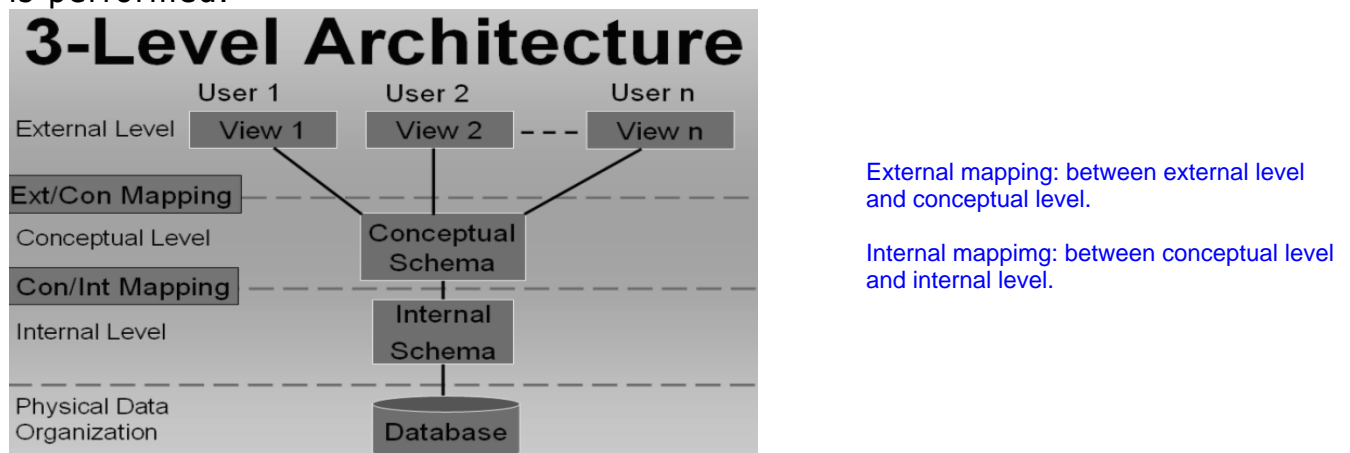 is performed.
3-Level Architecture
User 1 User 2 User n
External Level View 1 View 2 --- View n
Ext/Con Mapping
Conceptual Level
Conceptual
Schema
Con/Int Mapping
Internal Level
Internal
Schema
Physical Data
Organization
Database
External mapping: between external level
and conceptual level.
Internal mappimg: between conceptual level
and internal level.